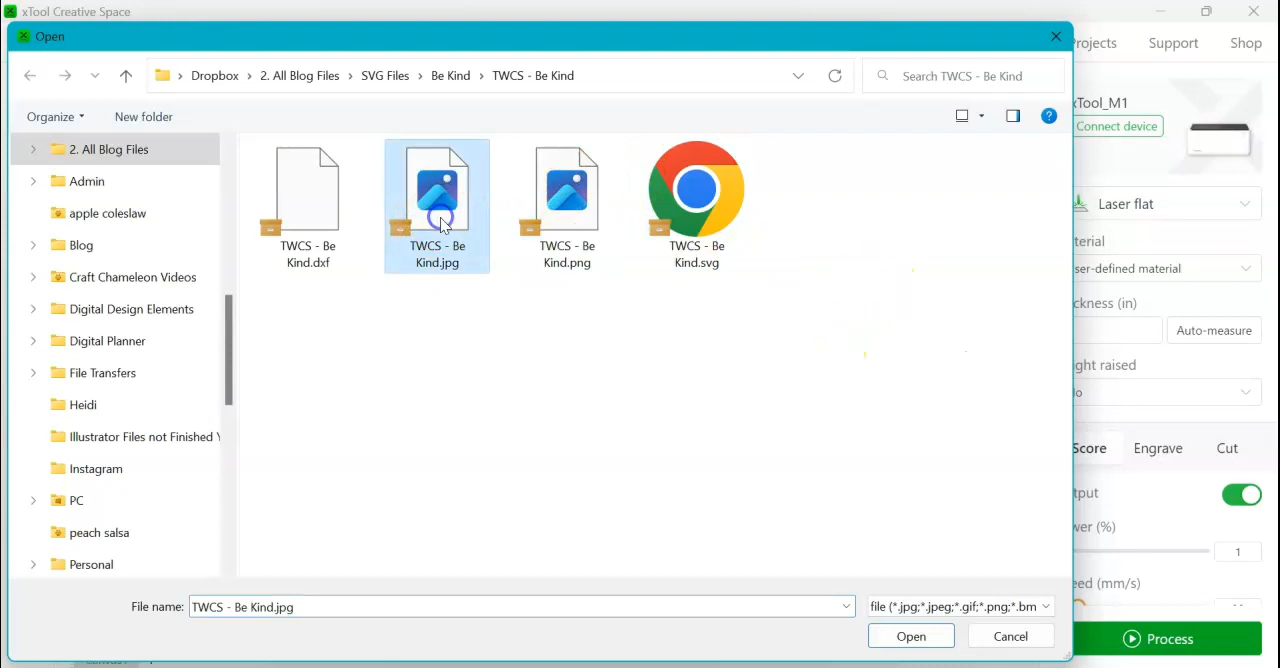 xTool Creative Space
Open
Projects Support Shop
Dropbox 2. All Blog Files SVG Files Be Kind TWCS - Be Kind
Search TWCS - Be Kind
Organize New folder
xTool_M1
Connect device
2. All Blog Files
Admin
apple coleslaw
Blog
Craft Chameleon Videos
Digital Design Elements
Digital Planner
File Transfers
Heidi
Illustrator Files not Finished Y
Instagram
PC
peach salsa
Personal
TWCS - Be
Kind.dxf
TWCS - Be
Kind.jpg
TWCS - Be
Kind.png
TWCS - Be
Kind.svg
Laser flat
terial
ser-defined material
ckness (in)
Auto-measure
ght raised
lo
Score Engrave Cut
tput
wer (%)
1
eed (mm/s)
File name: TWCS - Be Kind.jpg
file (*.jpg;*.jpeg;*.gif;*.png;*.bm
Open Cancel
Process